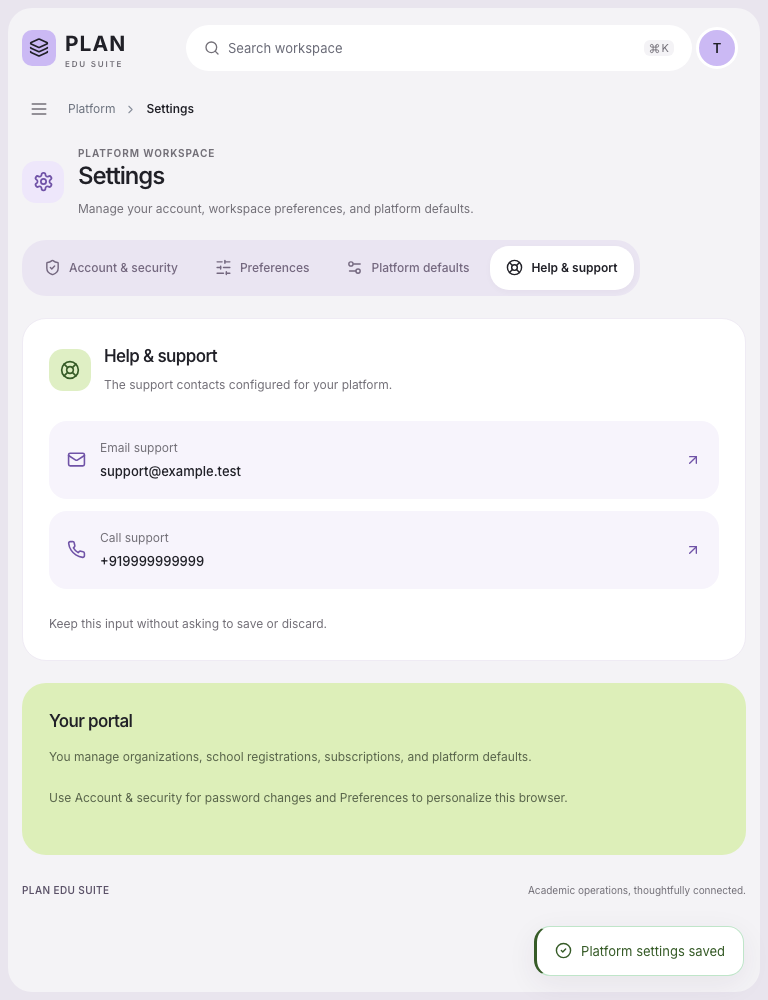 PLAN
EDU SUITE
Search workspace
⌘K
T
Platform > Settings
PLATFORM WORKSPACE
Settings
Manage your account, workspace preferences, and platform defaults.
Account & security
Preferences
Platform defaults
Help & support
Help & support
The support contacts configured for your platform.
Email support
support@example.test
Call support
+919999999999
Keep this input without asking to save or discard.
Your portal
You manage organizations, school registrations, subscriptions, and platform defaults.
Use Account & security for password changes and Preferences to personalize this browser.
PLAN EDU SUITE
Academic operations, thoughtfully connected.
Platform settings saved